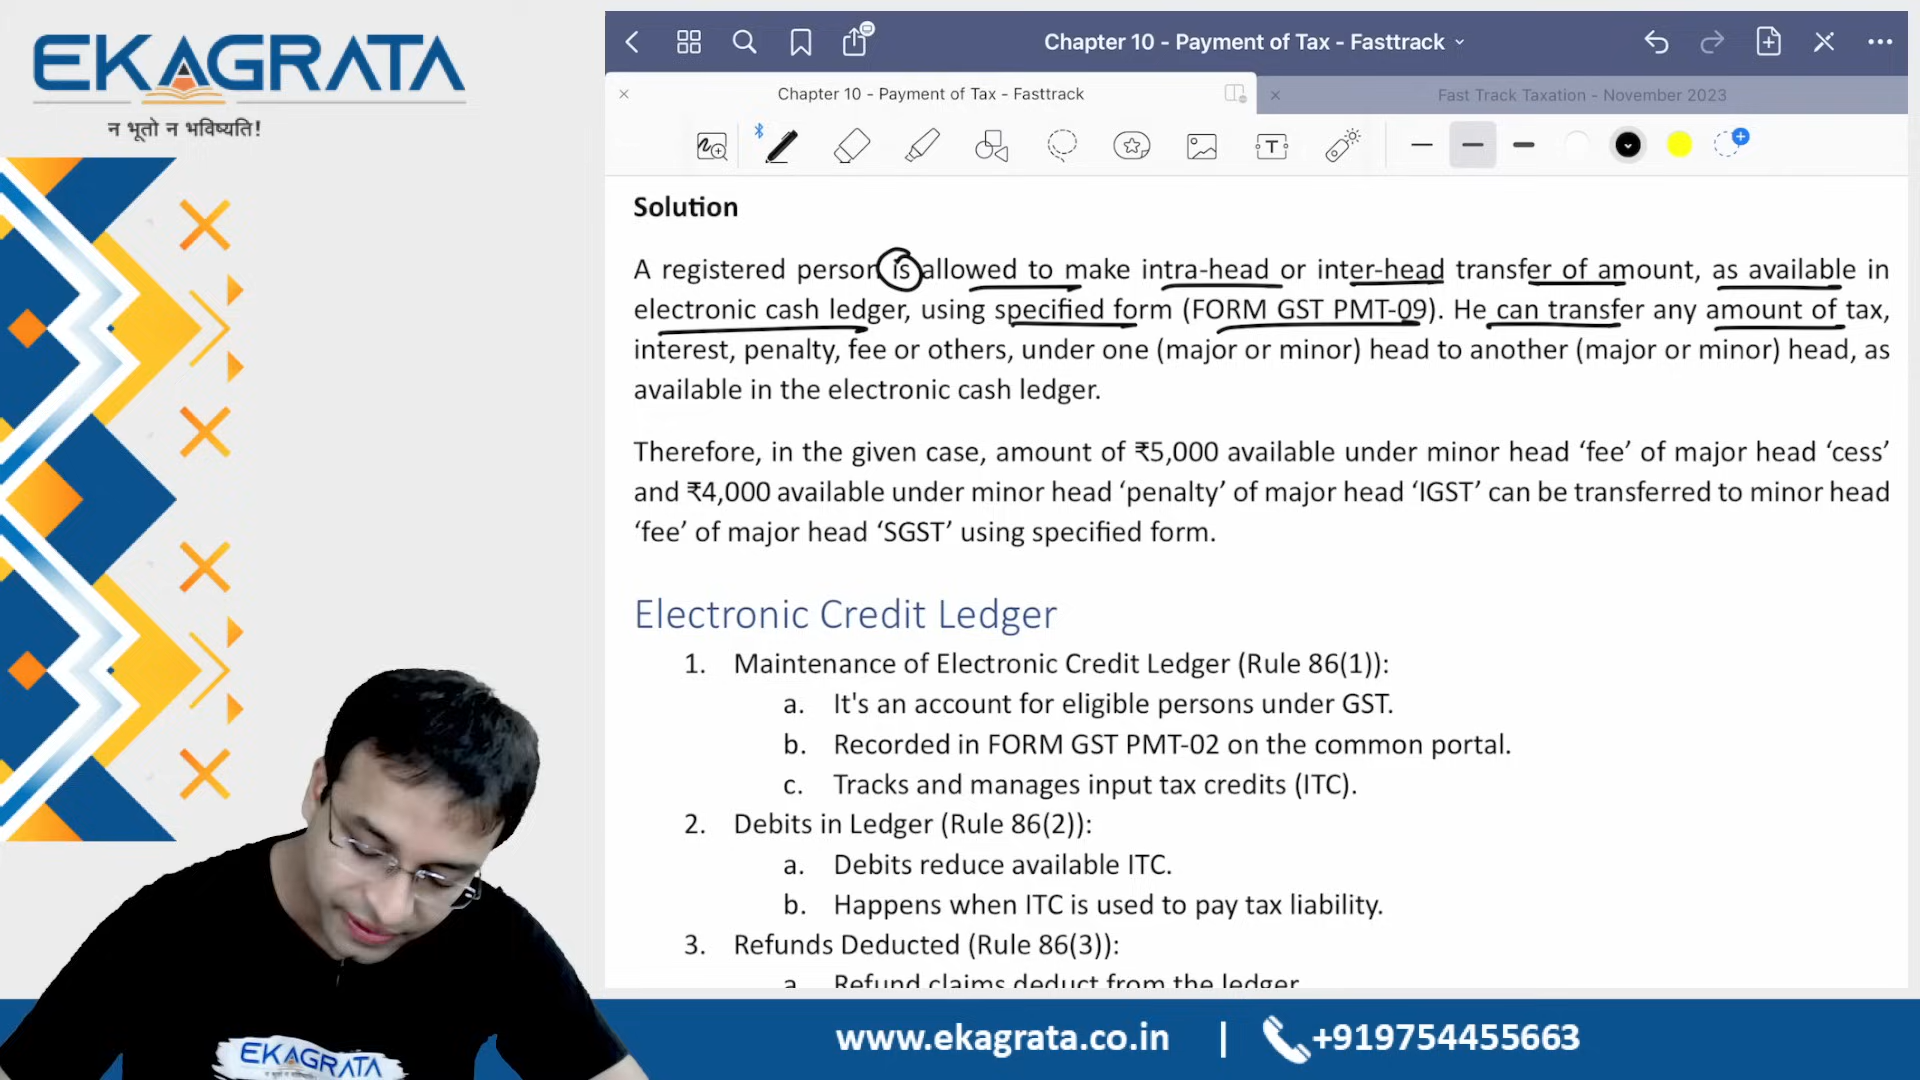 EKAGRATA
न भूतो न भविष्यति!
Chapter 10 - Payment of Tax - Fasttrack
Chapter 10 - Payment of Tax - Fasttrack
Fast Track Taxation - November 2023
Solution
A registered person is allowed to make intra-head or inter-head transfer of amount, as available in
electronic cash ledger, using specified form (FORM GST PMT-09). He can transfer any amount of tax,
interest, penalty, fee or others, under one (major or minor) head to another (major or minor) head, as
available in the electronic cash ledger.
Therefore, in the given case, amount of ₹5,000 available under minor head ‘fee’ of major head ‘cess’
and ₹4,000 available under minor head ‘penalty’ of major head ‘IGST’ can be transferred to minor head
‘fee’ of major head ‘SGST’ using specified form.
Electronic Credit Ledger
1. Maintenance of Electronic Credit Ledger (Rule 86(1)):
a. It's an account for eligible persons under GST.
b. Recorded in FORM GST PMT-02 on the common portal.
c. Tracks and manages input tax credits (ITC).
2. Debits in Ledger (Rule 86(2)):
a. Debits reduce available ITC.
b. Happens when ITC is used to pay tax liability.
3. Refunds Deducted (Rule 86(3)):
a. Refund claims deduct from the ledger
EKAGRATA
न भूतो न भविष्यति!
www.ekagrata.co.in | +919754455663